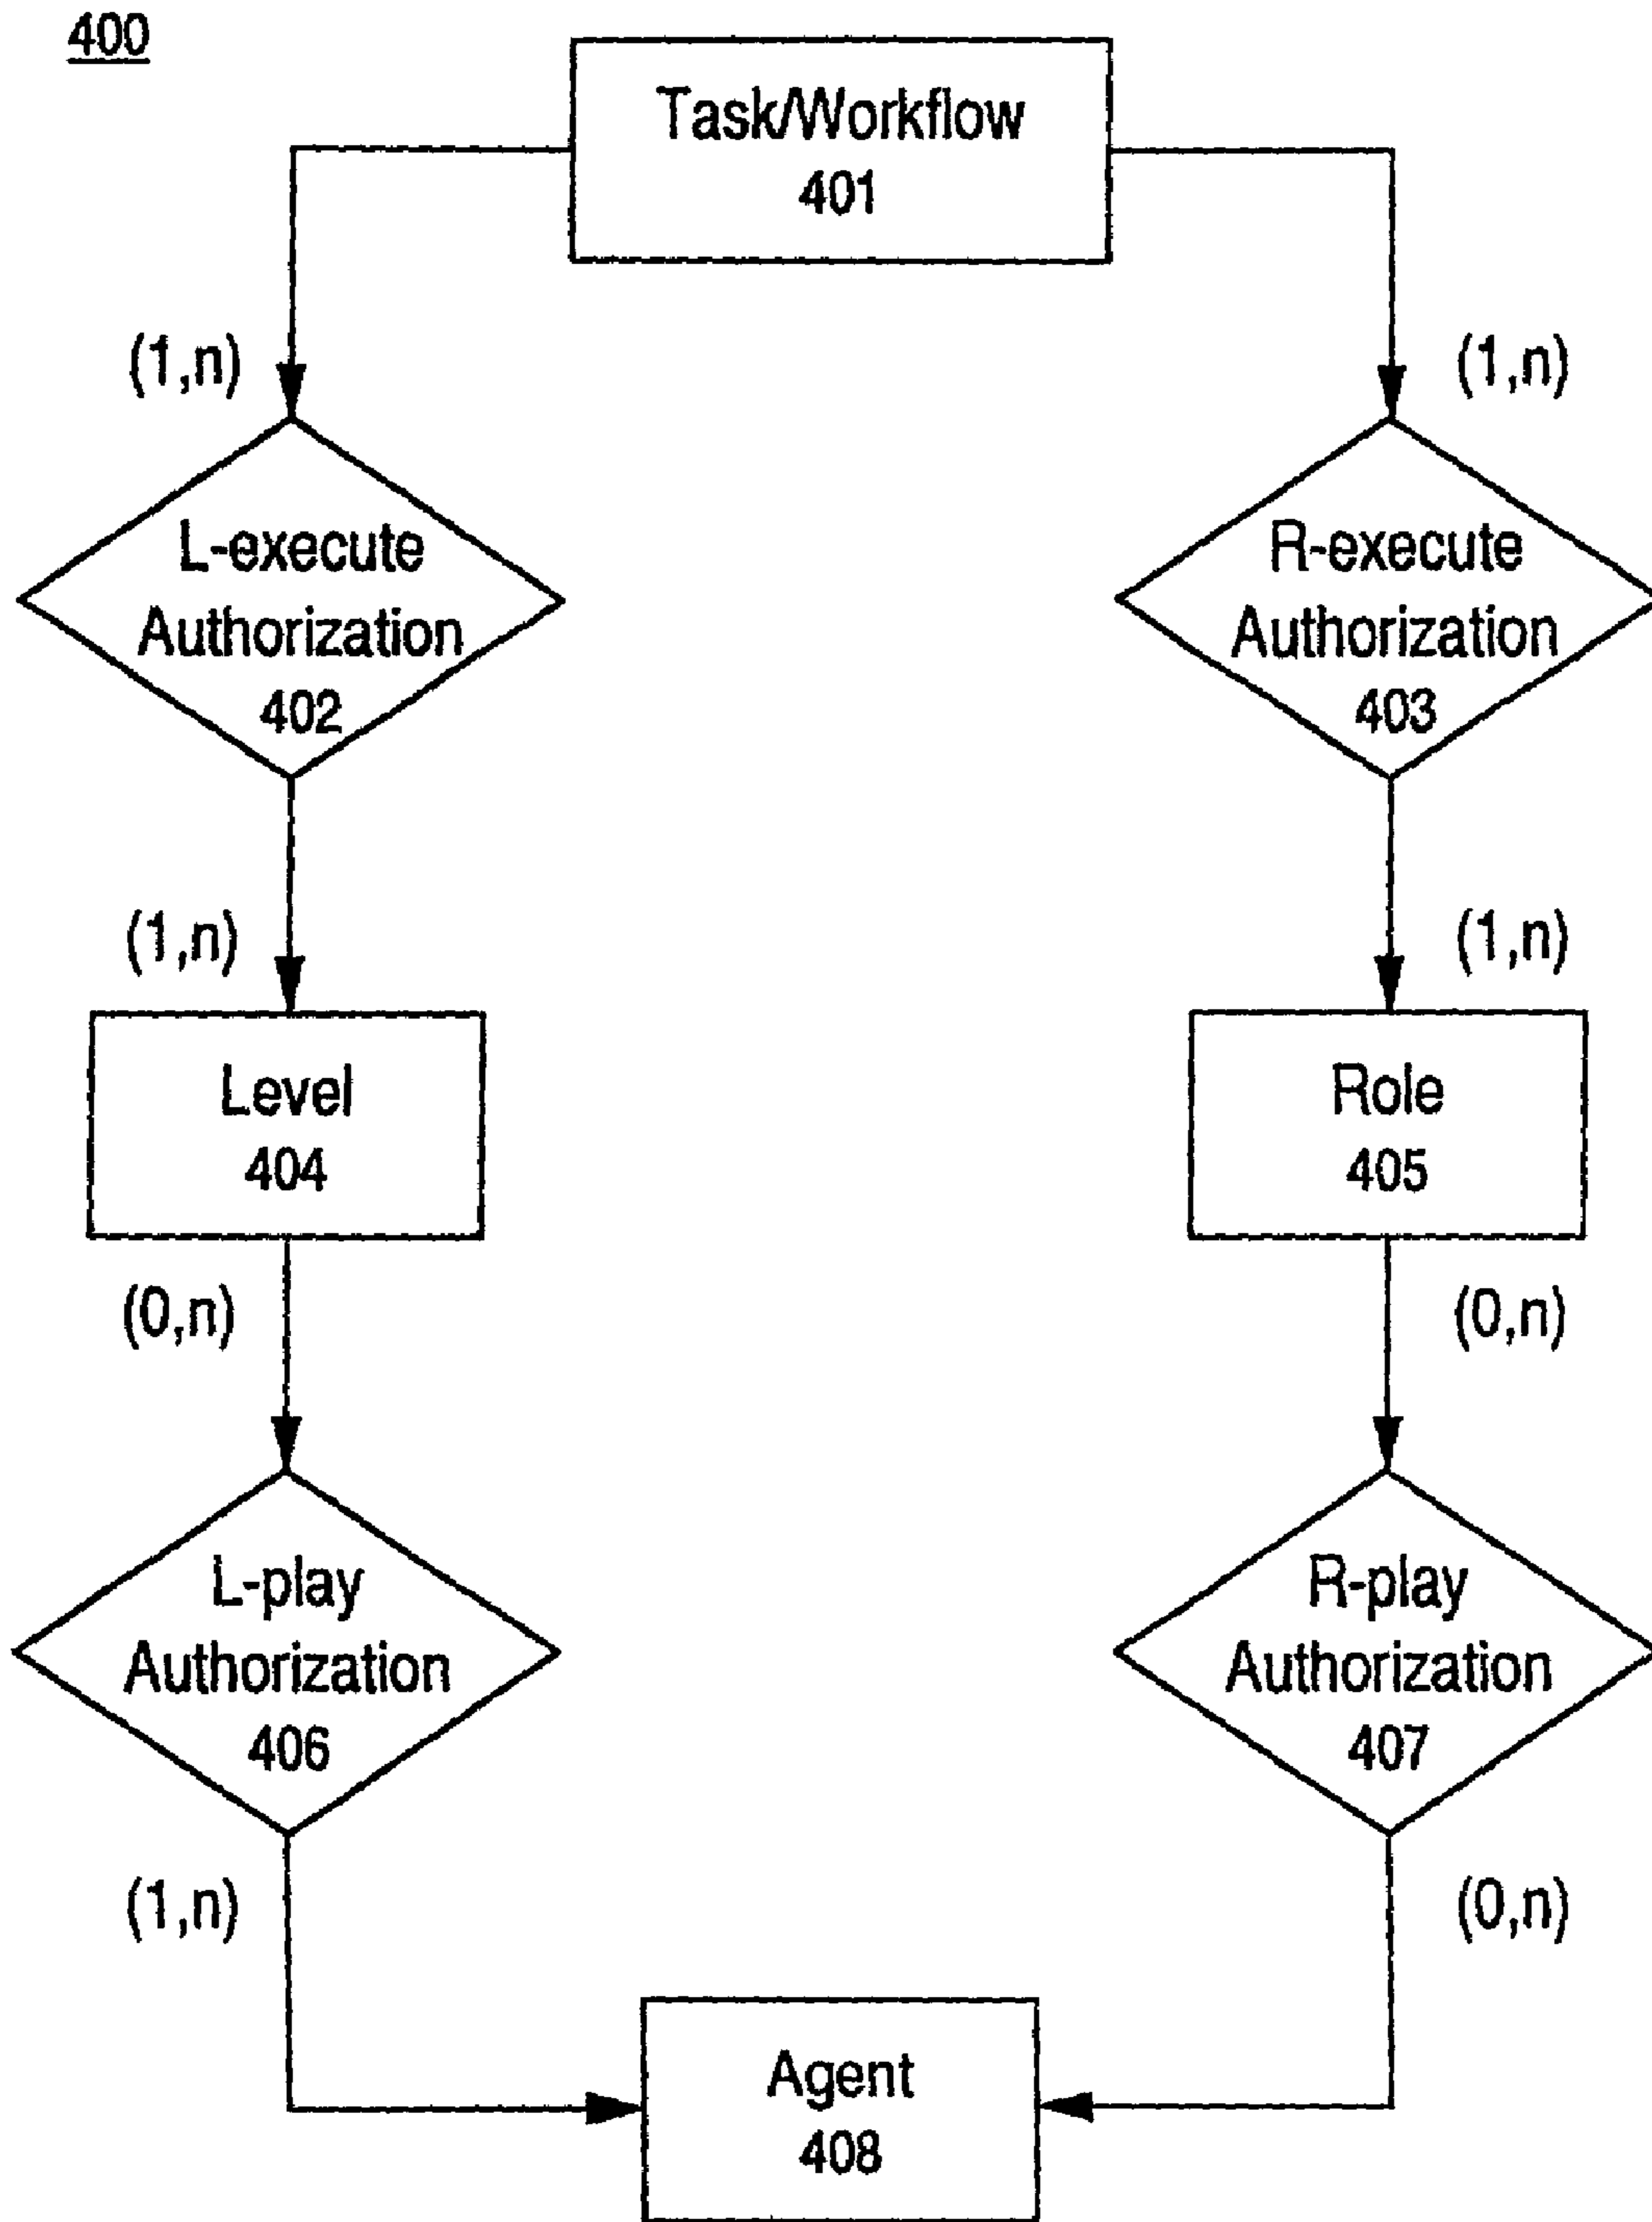 400
Task/Workflow
401
(1,n)
(1,n)
L-execute
Authorization
402
R-execute
Authorization
403
(1,n)
(1,n)
Level
404
Role
405
(0,n)
(0,n)
L-play
Authorization
406
R-play
Authorization
407
(1,n)
(0,n)
Agent
408